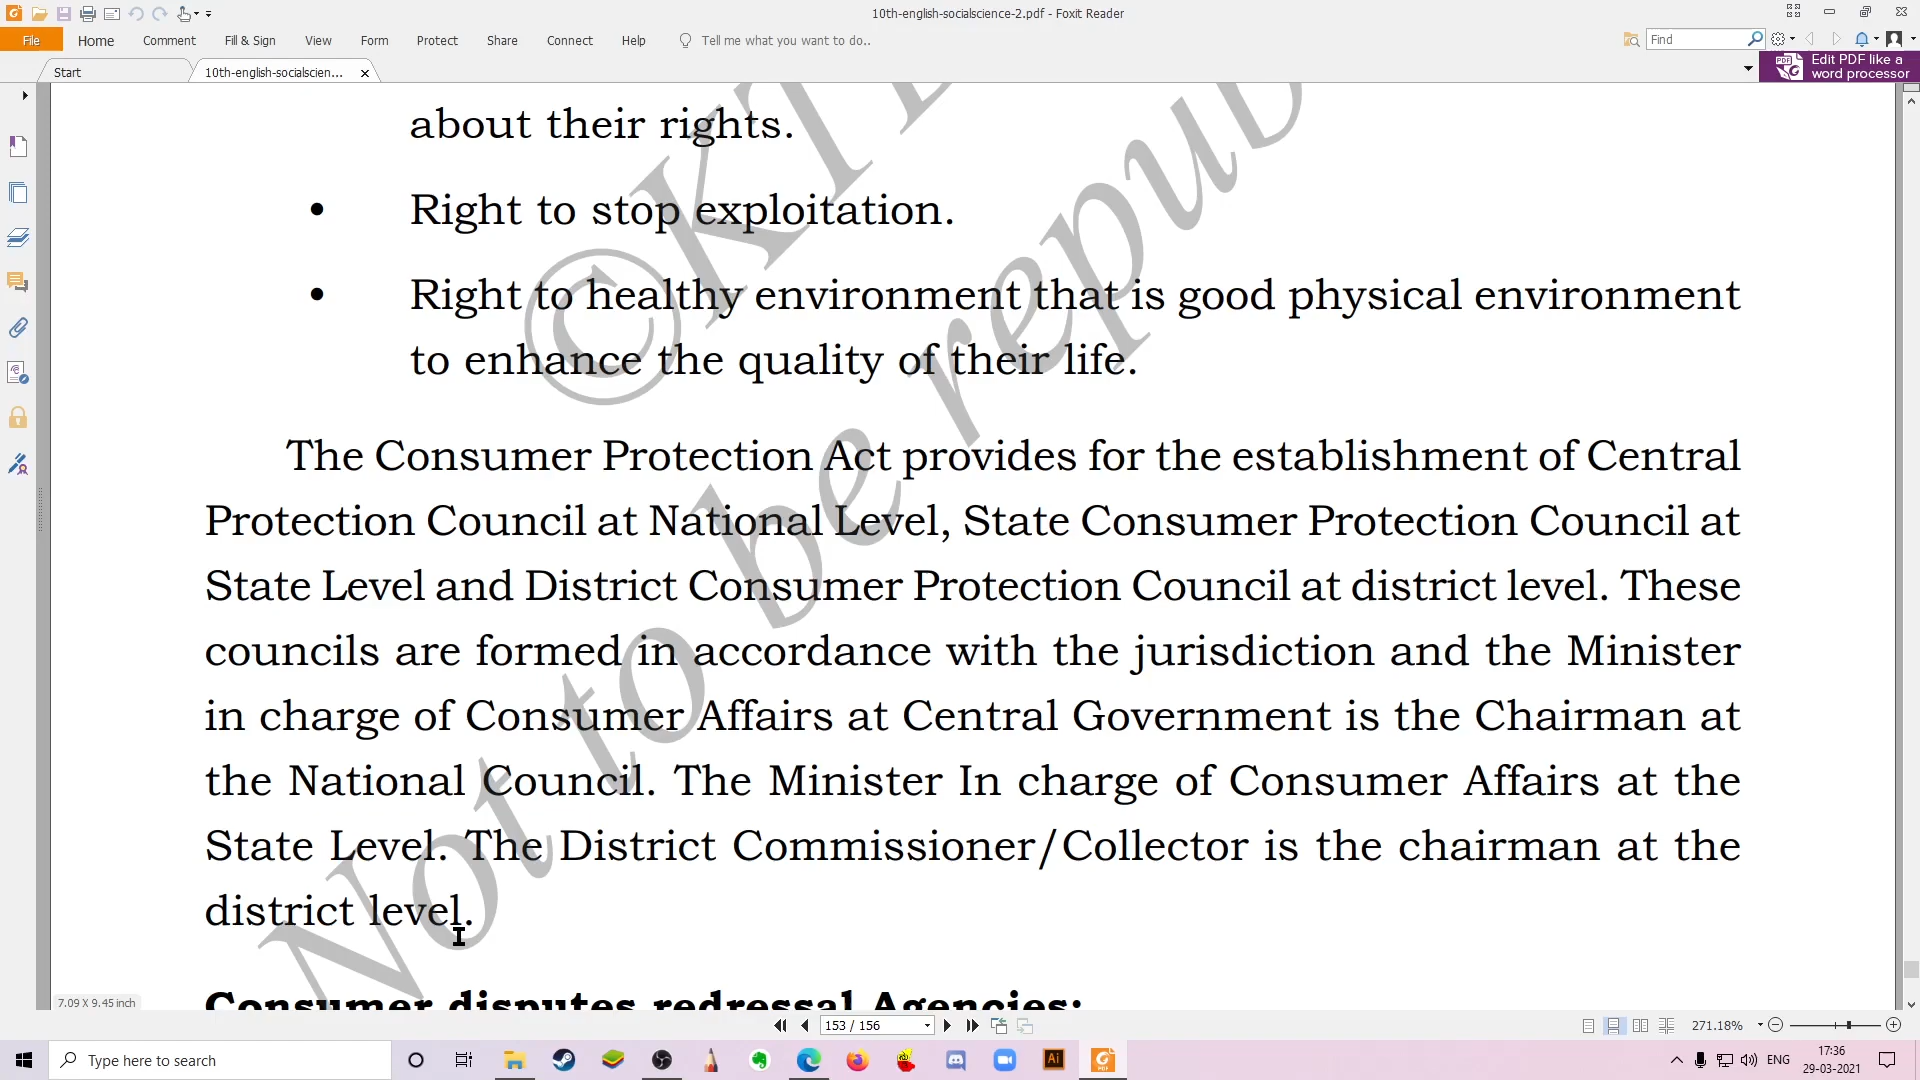 10th-english-socialscience-2.pdf - Foxit Reader
File Home Comment Fill & Sign View Form Protect Share Connect Help Tell me what you want to do.. Find
Start 10th-english-socialscien... Edit PDF like a
word processor
about their rights.
• Right to stop exploitation.
• Right to healthy environment that is good physical environment
to enhance the quality of their life.
The Consumer Protection Act provides for the establishment of Central
Protection Council at National Level, State Consumer Protection Council at
State Level and District Consumer Protection Council at district level. These
councils are formed in accordance with the jurisdiction and the Minister
in charge of Consumer Affairs at Central Government is the Chairman at
the National Council. The Minister In charge of Consumer Affairs at the
State Level. The District Commissioner/Collector is the chairman at the
district level.
Consumer disputes redressal Agencies:
©KT
Not to be repub
7.09 X 9.45 inch
153 / 156 271.18%
Type here to search ENG 17:36
29-03-2021